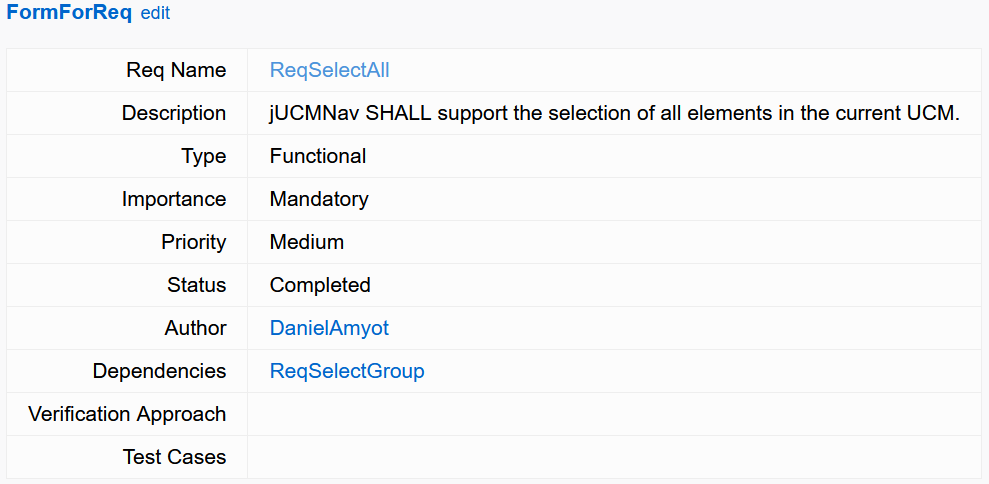 FormForReq edit
Req Name ReqSelectAll
Description jUCMNav SHALL support the selection of all elements in the current UCM.
Type Functional
Importance Mandatory
Priority Medium
Status Completed
Author DanielAmyot
Dependencies ReqSelectGroup
Verification Approach
Test Cases